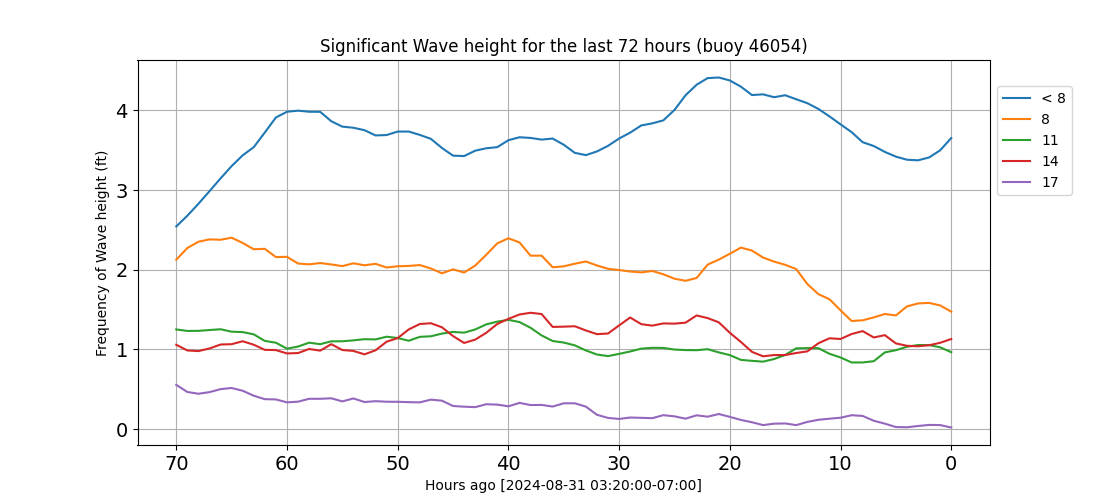 Significant Wave height for the last 72 hours (buoy 46054)
Frequency of Wave height (ft)
4
3
2
1
0
70 60 50 40 30 20 10 0
Hours ago [2024-08-31 03:20:00-07:00]
< 8
8
11
14
17